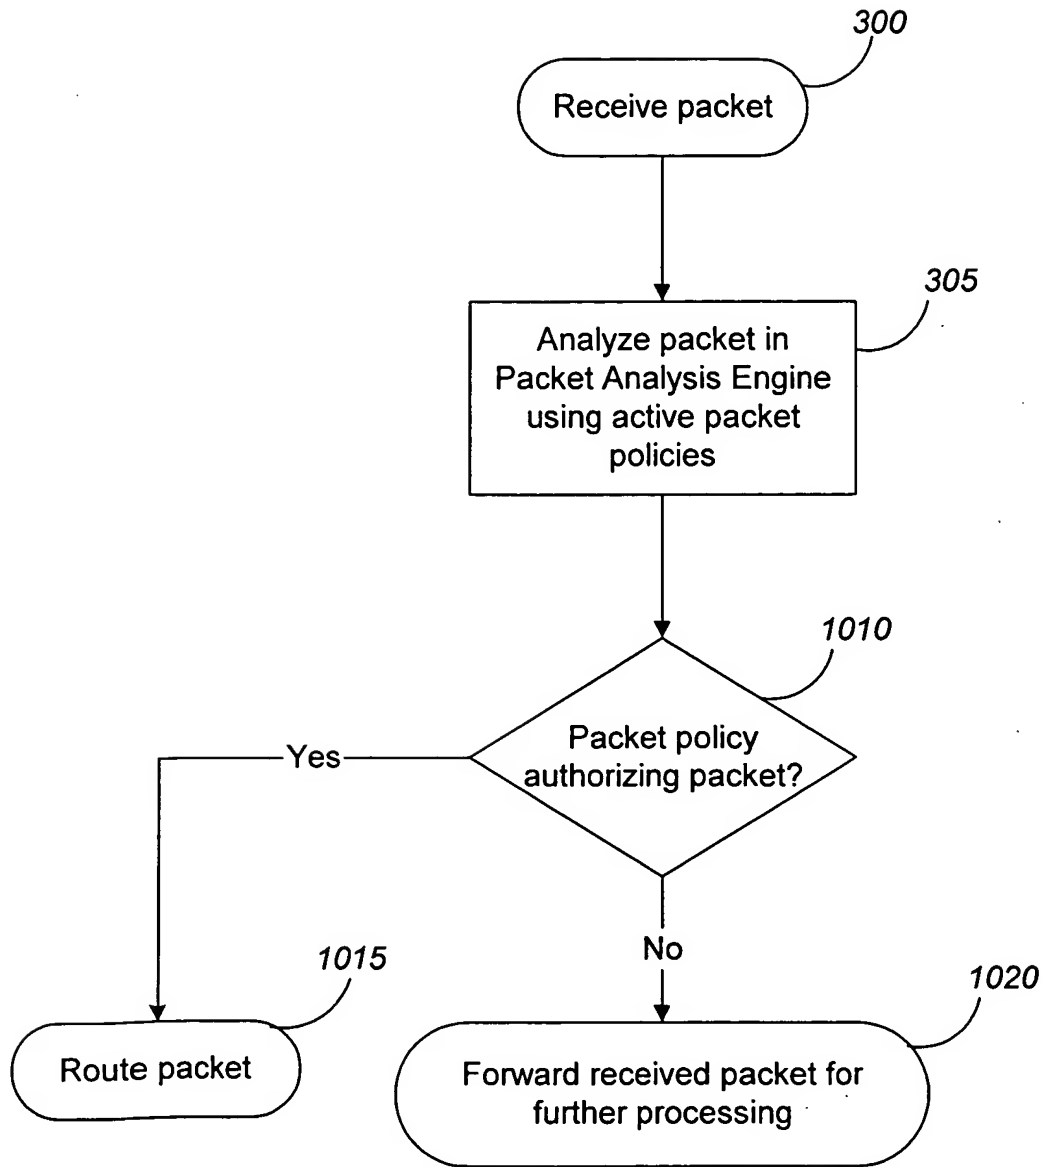 300
Receive packet
305
Analyze packet in
Packet Analysis Engine
using active packet
policies
1010
Packet policy
authorizing packet?
Yes
No
1015
Route packet
1020
Forward received packet for
further processing